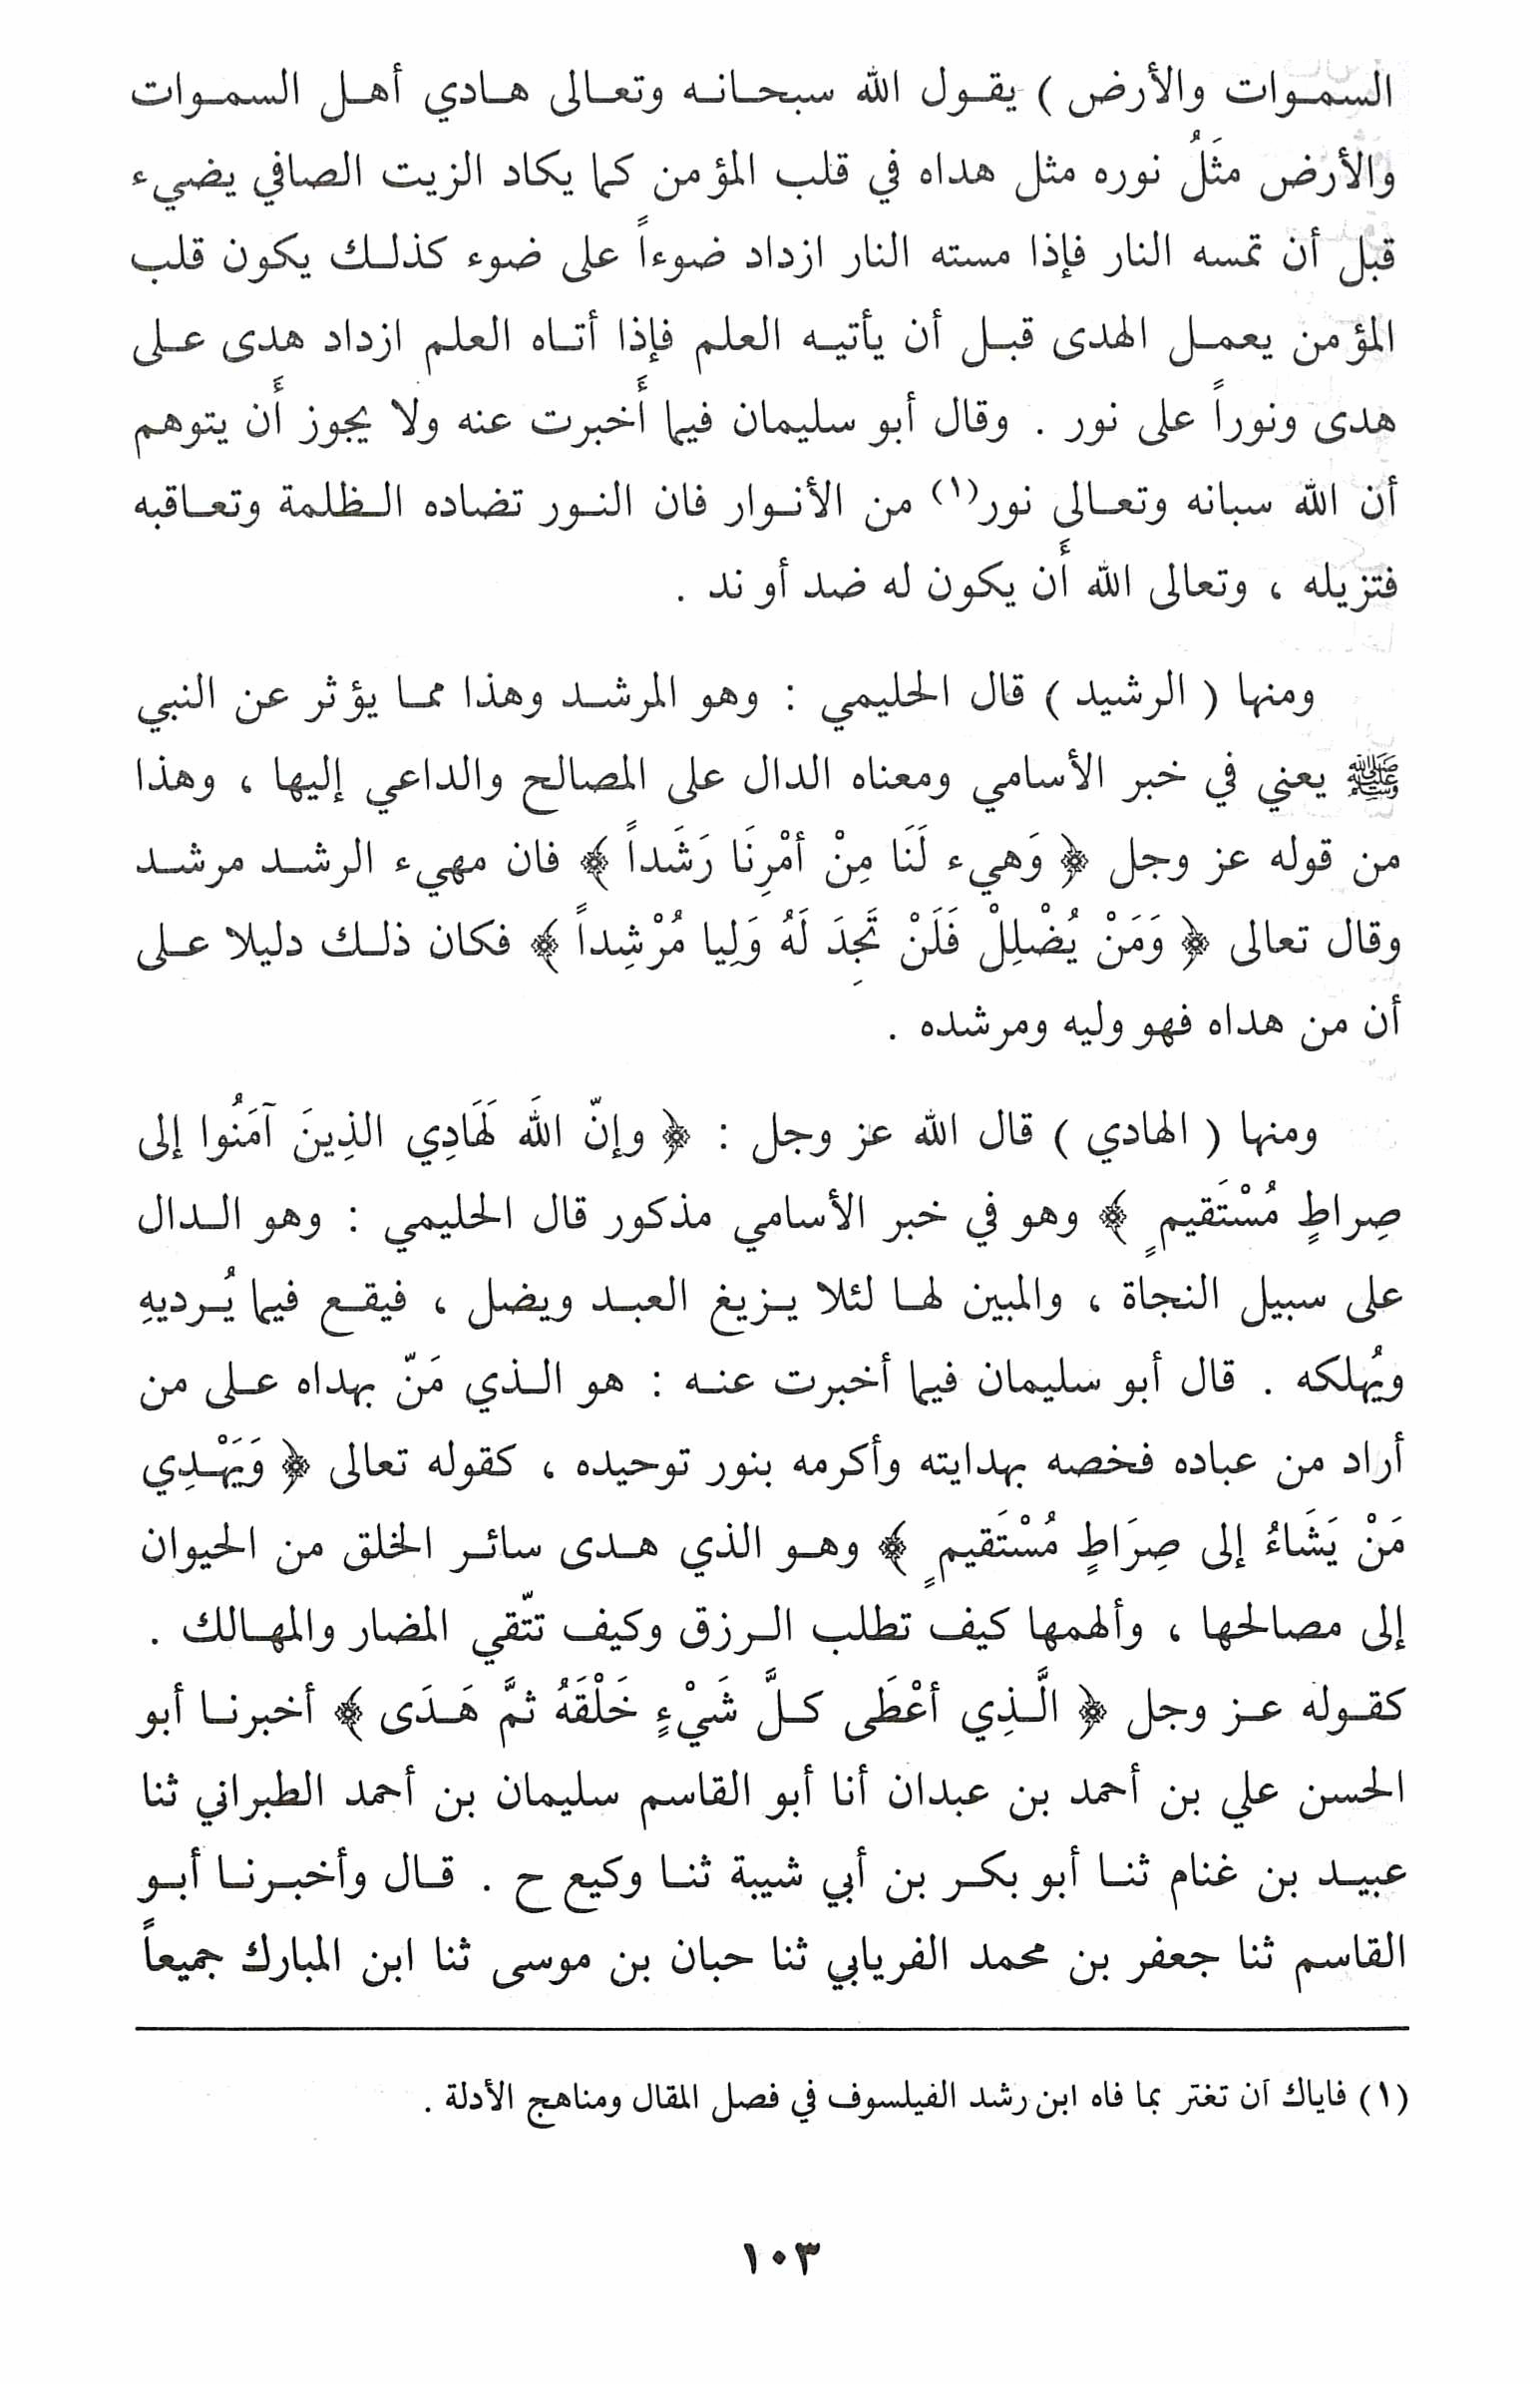 السموات والأرض ) يقول الله سبحانه وتعالى هادي أهل السموات
والأرض مثَلُ نوره مثل هداه في قلب المؤمن كما يكاد الزيت الصافي يضيء
قبل أن تمسه النار فإذا مسته النار ازداد ضوءاً على ضوء كذلك يكون قلب
المؤمن يعمل الهدى قبل أن يأتيه العلم فإذا أتاه العلم ازداد هدى على
هدى ونوراً على نور . وقال أبو سليمان فيما أَخبرت عنه ولا يجوز أَن يتوهم
أن الله سبانه وتعالى نور(١) من الأنوار فان النور تضاده الظلمة وتعاقبه
فتزيله ، وتعالى الله أَن يكون له ضد أو ند .
ومنها ( الرشيد ) قال الحليمي : وهو المرشد وهذا مما يؤثر عن النبي
ﷺ يعني في خبر الأسامي ومعناه الدال على المصالح والداعي إليها ، وهذا
من قوله عز وجل ﴿ وَهيء لَنَا مِنْ أمْرِنَا رَشَداً ﴾ فان مهيء الرشد مرشد
وقال تعالى ﴿ وَمَنْ يُضْلِلْ فَلَنْ تَجِدَ لَهُ وَلِيا مُرْشِداً ﴾ فكان ذلك دليلا على
أن من هداه فهو وليه ومرشده .
ومنها ( الهادي ) قال الله عز وجل : ﴿ وإنّ اللَه لَهَادِي الذِينَ آمَنُوا إلى
صِراطٍ مُسْتَقيمٍ ﴾ وهو في خبر الأسامي مذكور قال الحليمي : وهو الدال
على سبيل النجاة ، والمبين لها لئلا يزيغ العبد ويضل ، فيقع فيما يُرديهِ
ويُهلكه . قال أبو سليمان فيما أخبرت عنه : هو الذي مَنّ بهداه على من
أراد من عباده فخصه بهدايته وأكرمه بنور توحيده ، كقوله تعالى ﴿ وَيَهْدِي
مَنْ يَشَاءُ إلى صِرَاطٍ مُسْتَقيمٍ ﴾ وهو الذي هدى سائر الخلق من الحيوان
إلى مصالحها ، وألهمها كيف تطلب الرزق وكيف تتّقي المضار والمهالك .
كقوله عز وجل ﴿ الَّذِي أعْطَى كلَّ شَيْءٍ خَلْقَهُ ثمَّ هَدَى ﴾ أخبرنا أبو
الحسن علي بن أحمد بن عبدان أنا أبو القاسم سليمان بن أحمد الطبراني ثنا
عبيد بن غنام ثنا أبو بكر بن أبي شيبة ثنا وكيع ح . قال وأخبرنا أبو
القاسم ثنا جعفر بن محمد الفريابي ثنا حبان بن موسى ثنا ابن المبارك جميعاً
(١) فاياك أن تغتر بما فاه ابن رشد الفيلسوف في فصل المقال ومناهج الأدلة .
١٠٣